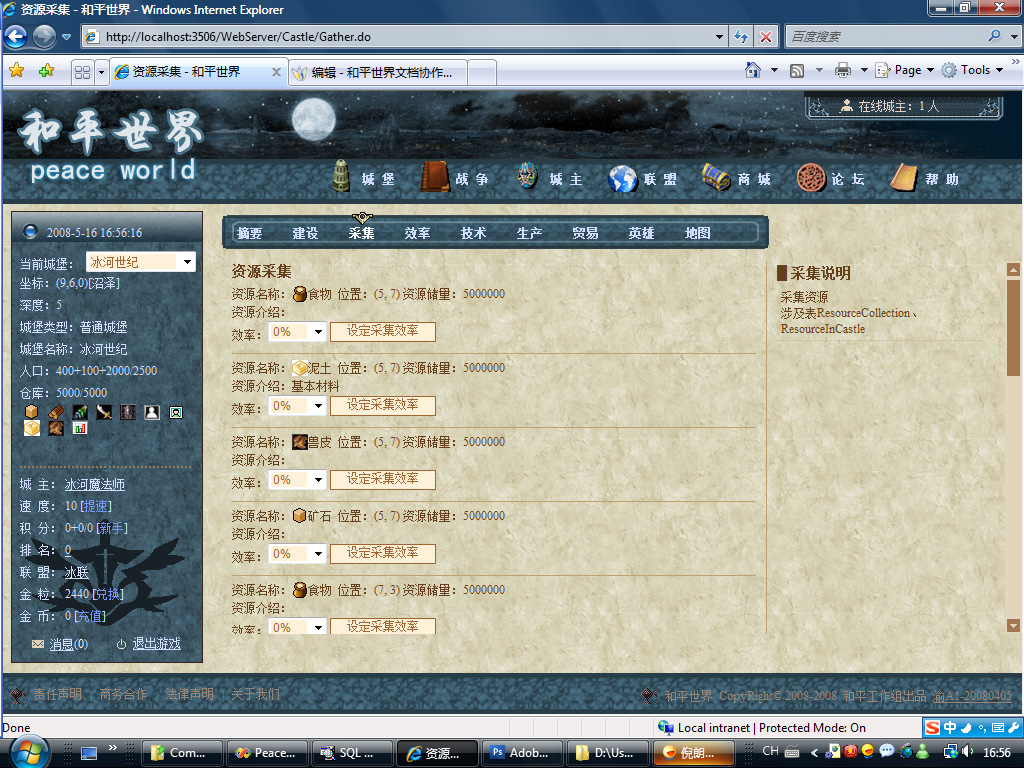 资源采集 - 和平世界 - Windows Internet Explorer
http://localhost:3506/WebServer/Castle/Gather.do
百度搜索
资源采集 - 和平世界
编辑 - 和平世界文档协作...
Page
Tools
和平世界
peace world
在线城主：1 人
城 堡
战 争
城 主
联 盟
商 城
论 坛
帮 助
2008-5-16 16:56:16
当前城堡：
冰河世纪
坐标：(9,6,0)[沼泽]
深度：5
城堡类型：普通城堡
城堡名称：冰河世纪
人口：400+100+2000/2500
仓库：5000/5000
城 主：冰河魔法师
速 度：10 [提速]
积 分：0+0/0 [新手]
排 名：0
联 盟：冰联
金 粒：2440 [兑换]
金 币：0 [充值]
消息(0)
退出游戏
摘要 建设 采集 效率 技术 生产 贸易 英雄 地图
资源采集
资源名称：食物 位置：(5, 7) 资源储量：5000000
资源介绍：
效率：0% 设定采集效率
资源名称：泥土 位置：(5, 7) 资源储量：5000000
资源介绍：基本材料
效率：0% 设定采集效率
资源名称：兽皮 位置：(5, 7) 资源储量：5000000
资源介绍：
效率：0% 设定采集效率
资源名称：矿石 位置：(5, 7) 资源储量：5000000
资源介绍：
效率：0% 设定采集效率
资源名称：食物 位置：(7, 3) 资源储量：5000000
资源介绍：
效率：0% 设定采集效率
采集说明
采集资源
涉及表ResourceCollection、
ResourceInCastle
责任声明 商务合作 法律声明 关于我们
和平世界 CopyRight© 2008-2008 和平工作组出品 渝A1-20080405
Done
Local intranet | Protected Mode: On
中
Com...
Peace...
SQL ...
资源...
Adob...
D:\Us...
倪朗...
CH
16:56